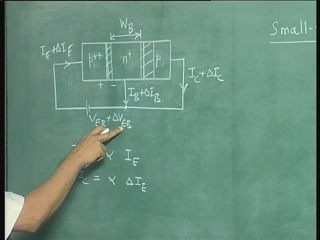 Small-
W_B
I_E+ΔI_E
p++ n+ p
I_C+ΔI_C
+ -
I_B+ΔI_B
V_EB+ΔV_EB
α I_E
I_C = α ΔI_E